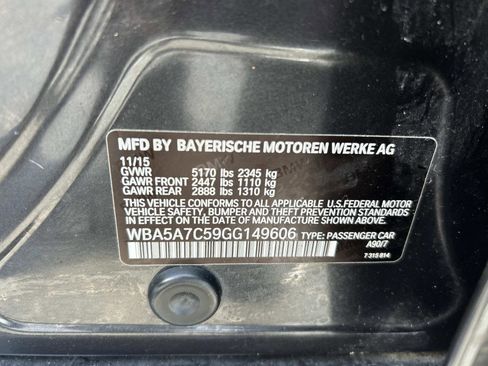 MFD BY BAYERISCHE MOTOREN WERKE AG
11/15
GVWR 5170 lbs 2345 kg
GAWR FRONT 2447 lbs 1110 kg
GAWR REAR 2888 lbs 1310 kg
THIS VEHICLE CONFORMS TO ALL APPLICABLE U.S.FEDERAL MOTOR
VEHICLE SAFETY, BUMPER AND THEFT PREVENTION STANDARDS IN
EFFECT ON THE DATE OF MANUFACTURE SHOWN ABOVE.
WBA5A7C59GG149606 TYPE: PASSENGER CAR
A90/7
7 315 814